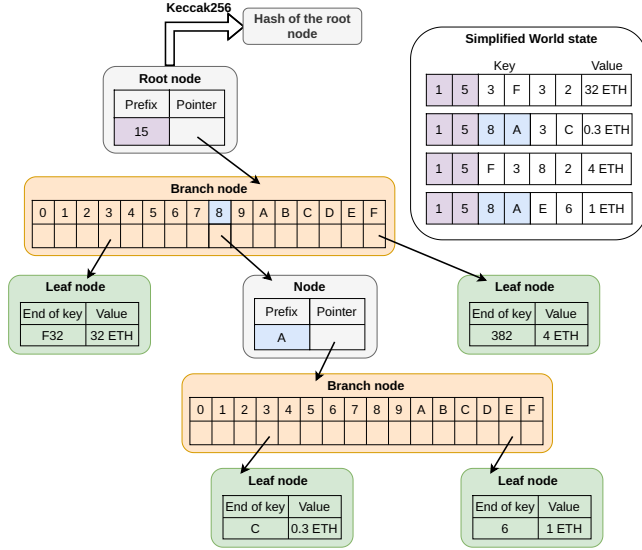 Keccak256
Hash of the root
node
Simplified World state
Key Value
1 5 3 F 3 2 32 ETH
1 5 8 A 3 C 0.3 ETH
1 5 F 3 8 2 4 ETH
1 5 8 A E 6 1 ETH
Root node
Prefix Pointer
15
Branch node
0 1 2 3 4 5 6 7 8 9 A B C D E F
Leaf node
End of key Value
F32 32 ETH
Node
Prefix Pointer
A
Leaf node
End of key Value
382 4 ETH
Branch node
0 1 2 3 4 5 6 7 8 9 A B C D E F
Leaf node
End of key Value
C 0.3 ETH
Leaf node
End of key Value
6 1 ETH